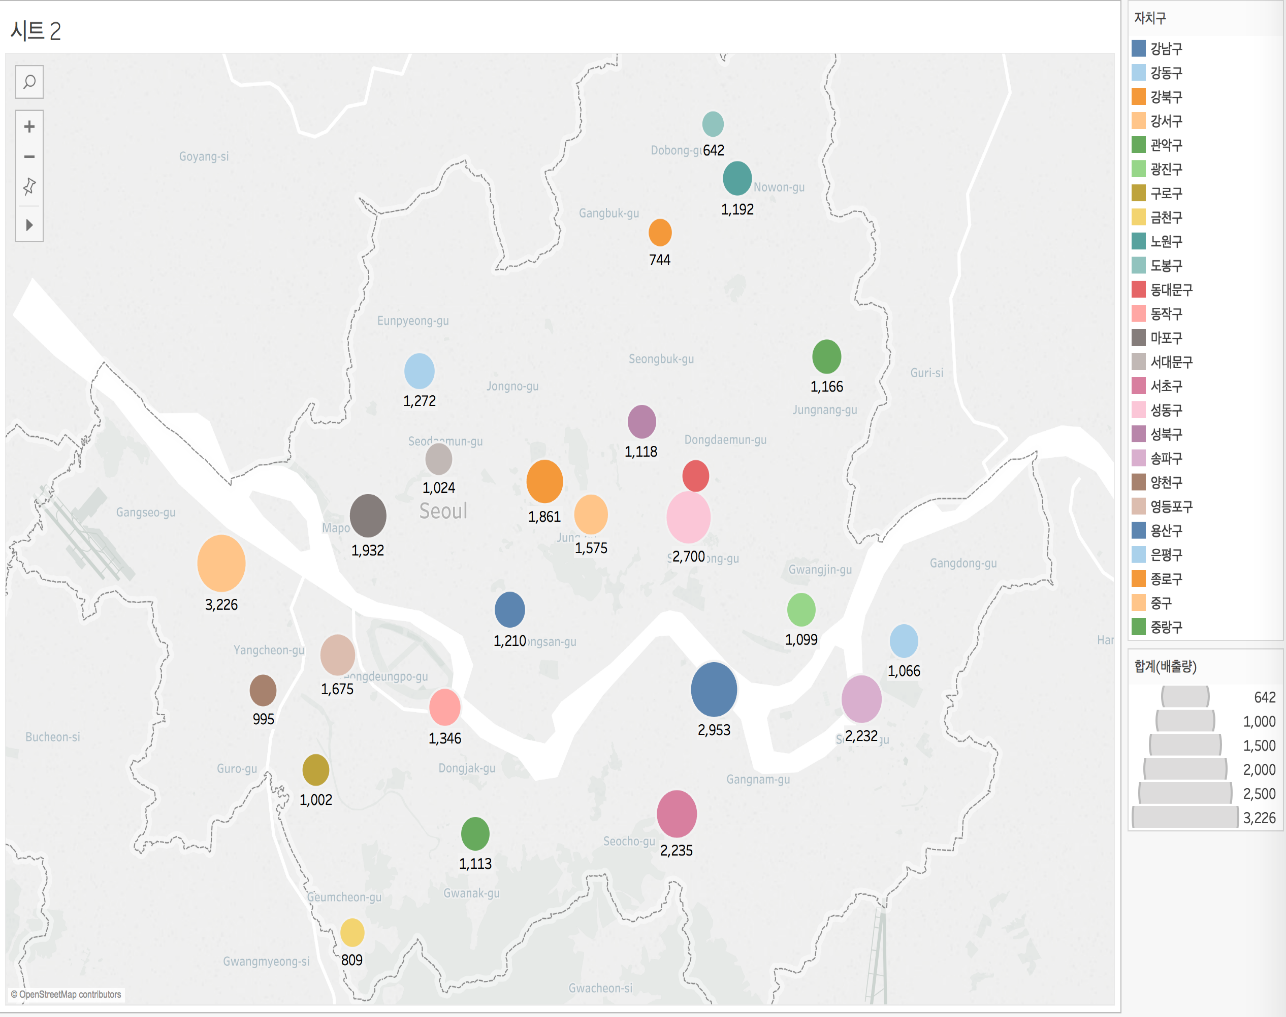 시트 2
자치구
강남구
강동구
강북구
강서구
관악구
광진구
구로구
금천구
노원구
도봉구
동대문구
동작구
마포구
서대문구
서초구
성동구
성북구
송파구
양천구
영등포구
용산구
은평구
종로구
중구
중랑구
합계(배출량)
642
1,000
1,500
2,000
2,500
3,226
Goyang-si
Dobong-gu
642
Nowon-gu
1,192
Gangbuk-gu
744
Eunpyeong-gu
1,272
Seongbuk-gu
Jongno-gu
1,166
Guri-si
Jungnang-gu
1,118
Dongdaemun-gu
Seodaemun-gu
1,024
Seoul
1,861
Gangseo-gu
Mapo
1,932
1,575
2,700
Gwangjin-gu
Gangdong-gu
3,226
1,210
1,099
1,066
Yangcheon-gu
1,675
995
1,346
2,953
2,232
Bucheon-si
Guro-gu
Dongjak-gu
Gangnam-gu
1,002
Seocho-gu
2,235
1,113
Gwanak-gu
Geumcheon-gu
809
Gwangmyeong-si
Gwacheon-si
© OpenStreetMap contributors